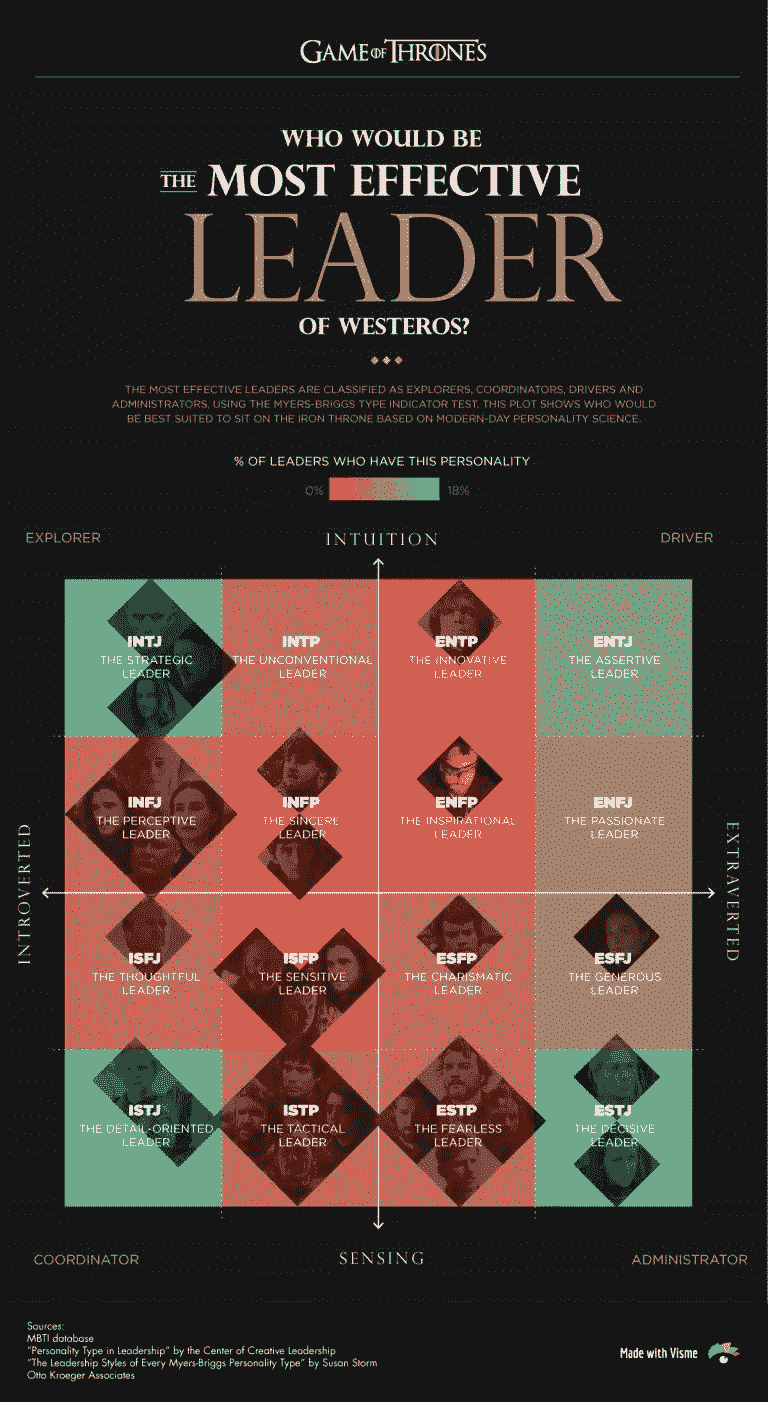 GAME OF THRONES
WHO WOULD BE
THE MOST EFFECTIVE
LEADER
OF WESTEROS?
THE MOST EFFECTIVE LEADERS ARE CLASSIFIED AS EXPLORERS, COORDINATORS, DRIVERS AND
ADMINISTRATORS, USING THE MYERS-BRIGGS TYPE INDICATOR TEST. THIS PLOT SHOWS WHO WOULD
BE BEST SUITED TO SIT ON THE IRON THRONE BASED ON MODERN-DAY PERSONALITY SCIENCE.
% OF LEADERS WHO HAVE THIS PERSONALITY
0% 18%
EXPLORER
INTUITION
DRIVER
INTJ
THE STRATEGIC
LEADER
INTP
THE UNCONVENTIONAL
LEADER
ENTP
THE INNOVATIVE
LEADER
ENTJ
THE ASSERTIVE
LEADER
INFJ
THE PERCEPTIVE
LEADER
INFP
THE SINCERE
LEADER
ENFP
THE INSPIRATIONAL
LEADER
ENFJ
THE PASSIONATE
LEADER
INTROVERTED
EXTRAVERTED
ISFJ
THE THOUGHTFUL
LEADER
ISFP
THE SENSITIVE
LEADER
ESFP
THE CHARISMATIC
LEADER
ESFJ
THE GENEROUS
LEADER
ISTJ
THE DETAIL-ORIENTED
LEADER
ISTP
THE TACTICAL
LEADER
ESTP
THE FEARLESS
LEADER
ESTJ
THE DECISIVE
LEADER
COORDINATOR
SENSING
ADMINISTRATOR
Sources:
MBTI database
"Personality Type in Leadership" by the Center of Creative Leadership
"The Leadership Styles of Every Myers-Briggs Personality Type" by Susan Storm
Otto Kroeger Associates
Made with Visme